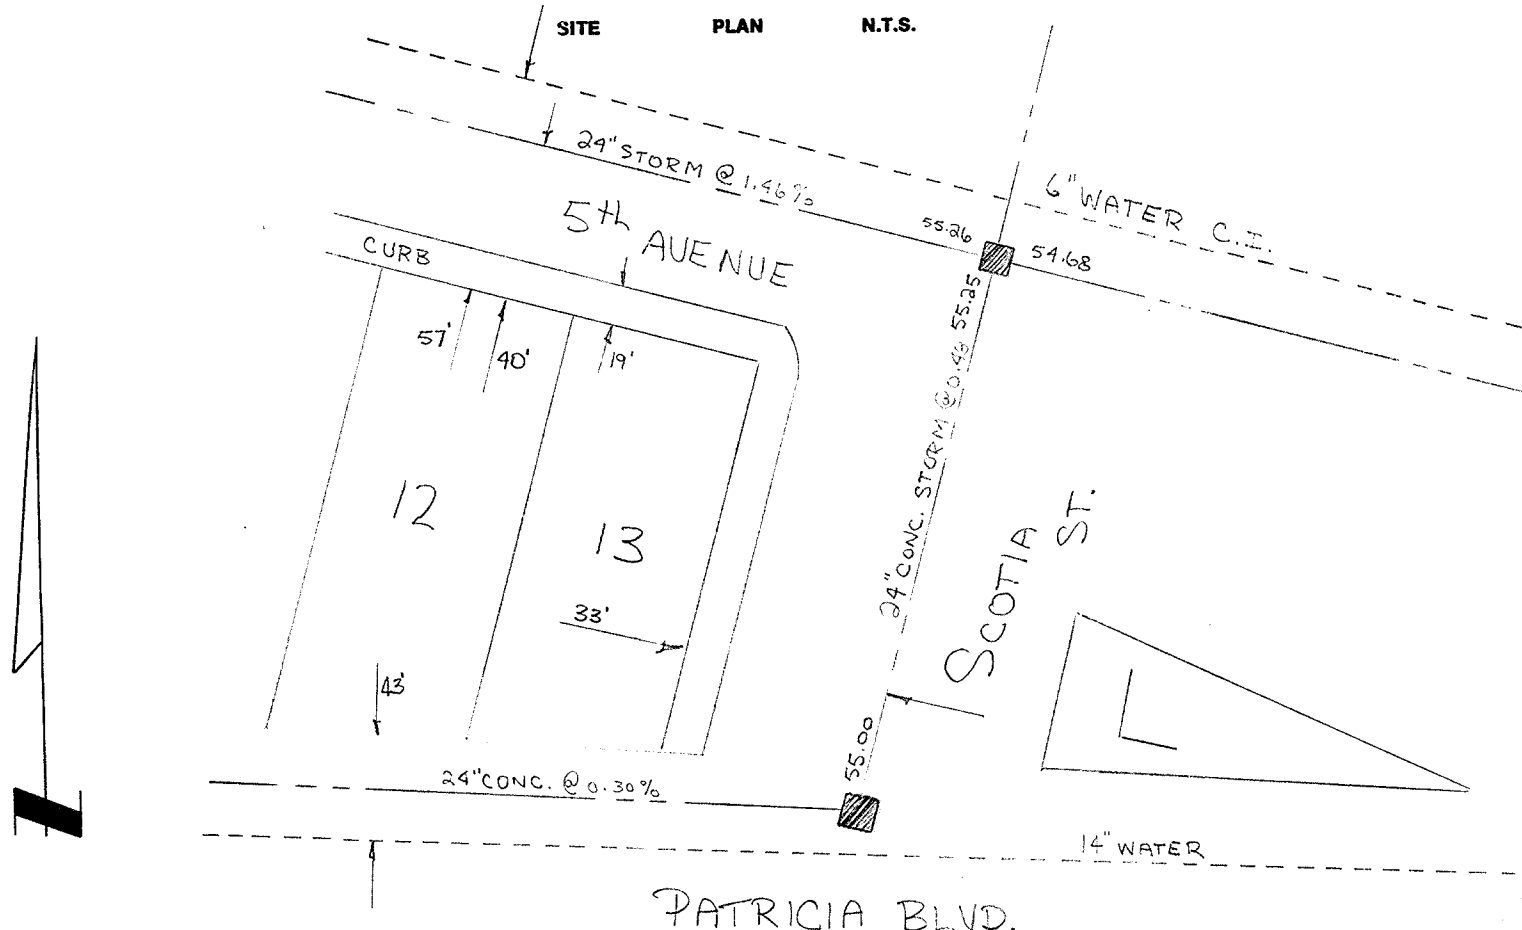 SITE PLAN N.T.S.
24" STORM @ 1.46%
6" WATER C.I.
5th AVENUE
55.26
54.68
CURB
55.25
57'
40'
19'
24" CONC. STORM @ 0.43
12
13
SCOTIA ST.
33'
43'
L
55.00
24" CONC. @ 0.30%
14" WATER
PATRICIA BLVD.